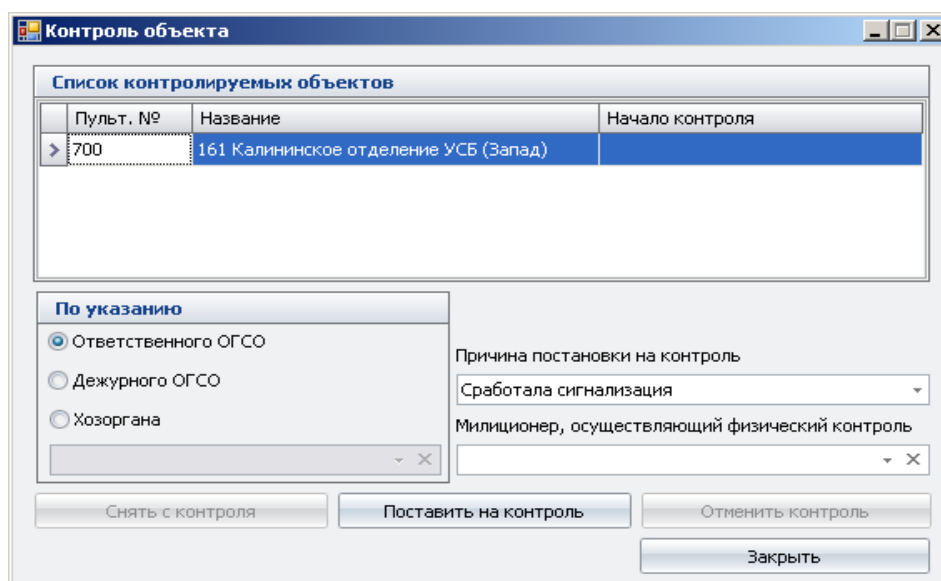 Контроль объекта
Список контролируемых объектов
Пульт. № Название Начало контроля
700 161 Калининское отделение УСБ (Запад)
По указанию
Ответственного ОГСО
Дежурного ОГСО
Хозоргана
Причина постановки на контроль
Сработала сигнализация
Милиционер, осуществляющий физический контроль
Снять с контроля Поставить на контроль Отменить контроль
Закрыть